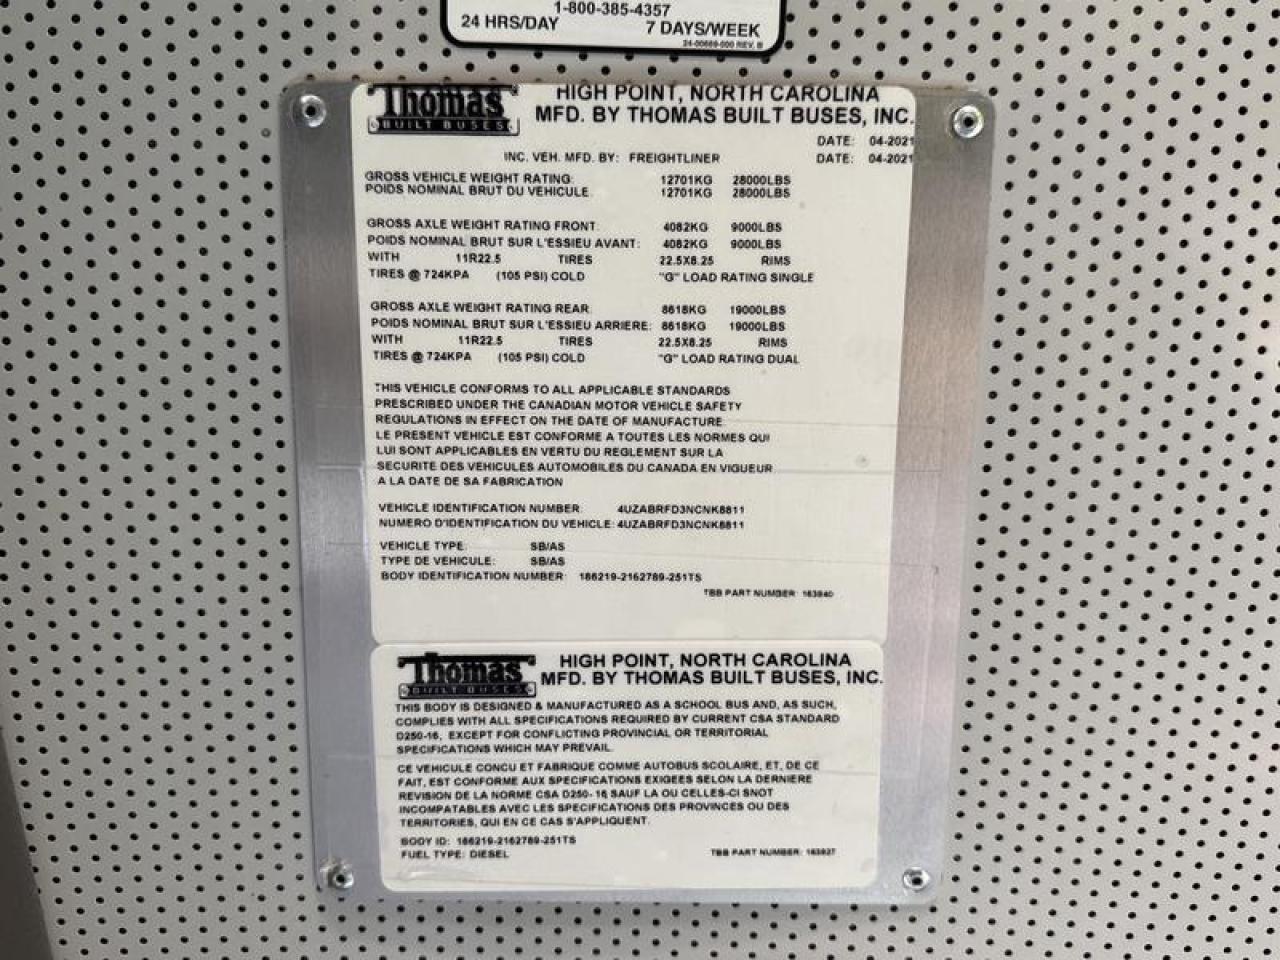 1-800-385-4357
24 HRS/DAY 7 DAYS/WEEK
24-00689-000 REV. B
Thomas
BUILT BUSES
HIGH POINT, NORTH CAROLINA
MFD. BY THOMAS BUILT BUSES, INC.
DATE: 04-2021
INC. VEH. MFD. BY: FREIGHTLINER DATE: 04-2021
GROSS VEHICLE WEIGHT RATING: 12701KG 28000LBS
POIDS NOMINAL BRUT DU VEHICULE 12701KG 28000LBS
GROSS AXLE WEIGHT RATING FRONT: 4082KG 9000LBS
POIDS NOMINAL BRUT SUR L'ESSIEU AVANT: 4082KG 9000LBS
WITH 11R22.5 TIRES 22.5X8.25 RIMS
TIRES @ 724KPA (105 PSI) COLD "G" LOAD RATING SINGLE
GROSS AXLE WEIGHT RATING REAR: 8618KG 19000LBS
POIDS NOMINAL BRUT SUR L'ESSIEU ARRIERE: 8618KG 19000LBS
WITH 11R22.5 TIRES 22.5X8.25 RIMS
TIRES @ 724KPA (105 PSI) COLD "G" LOAD RATING DUAL
THIS VEHICLE CONFORMS TO ALL APPLICABLE STANDARDS
PRESCRIBED UNDER THE CANADIAN MOTOR VEHICLE SAFETY
REGULATIONS IN EFFECT ON THE DATE OF MANUFACTURE.
LE PRESENT VEHICLE EST CONFORME A TOUTES LES NORMES QUI
LUI SONT APPLICABLES EN VERTU DU REGLEMENT SUR LA
SECURITE DES VEHICULES AUTOMOBILES DU CANADA EN VIGUEUR
A LA DATE DE SA FABRICATION
VEHICLE IDENTIFICATION NUMBER: 4UZABRFD3NCNK8811
NUMERO D'IDENTIFICATION DU VEHICLE: 4UZABRFD3NCNK8811
VEHICLE TYPE: SB/AS
TYPE DE VEHICULE: SB/AS
BODY IDENTIFICATION NUMBER: 186219-2162789-251TS
TBB PART NUMBER: 163940
Thomas
BUILT BUSES
HIGH POINT, NORTH CAROLINA
MFD. BY THOMAS BUILT BUSES, INC.
THIS BODY IS DESIGNED & MANUFACTURED AS A SCHOOL BUS AND, AS SUCH,
COMPLIES WITH ALL SPECIFICATIONS REQUIRED BY CURRENT CSA STANDARD
D250-16, EXCEPT FOR CONFLICTING PROVINCIAL OR TERRITORIAL
SPECIFICATIONS WHICH MAY PREVAIL.
CE VEHICULE CONCU ET FABRIQUE COMME AUTOBUS SCOLAIRE, ET, DE CE
FAIT, EST CONFORME AUX SPECIFICATIONS EXIGEES SELON LA DERNIERE
REVISION DE LA NORME CSA D250- 16 SAUF LA OU CELLES-CI SNOT
INCOMPATABLES AVEC LES SPECIFICATIONS DES PROVINCES OU DES
TERRITORIES, QUI EN CE CAS S'APPLIQUENT.
BODY ID: 186219-2162789-251TS
FUEL TYPE: DIESEL TBB PART NUMBER: 163927